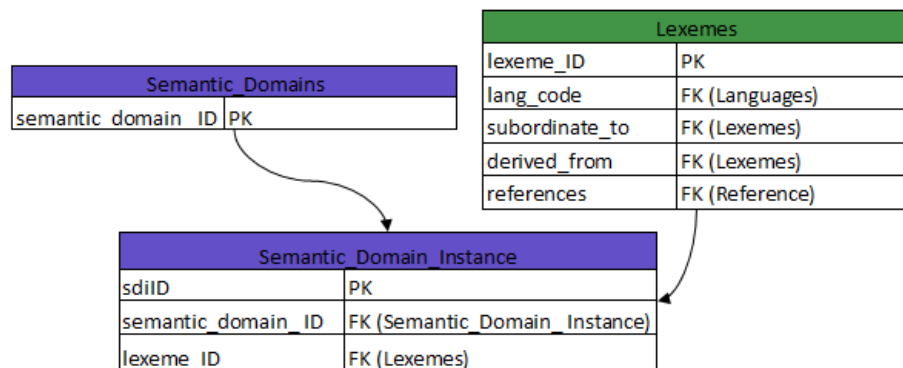 Semantic_Domains
semantic_domain_ID PK
Lexemes
lexeme_ID PK
lang_code FK (Languages)
subordinate_to FK (Lexemes)
derived_from FK (Lexemes)
references FK (Reference)
Semantic_Domain_Instance
sdiID PK
semantic_domain_ID FK (Semantic_Domain_Instance)
lexeme_ID FK (Lexemes)